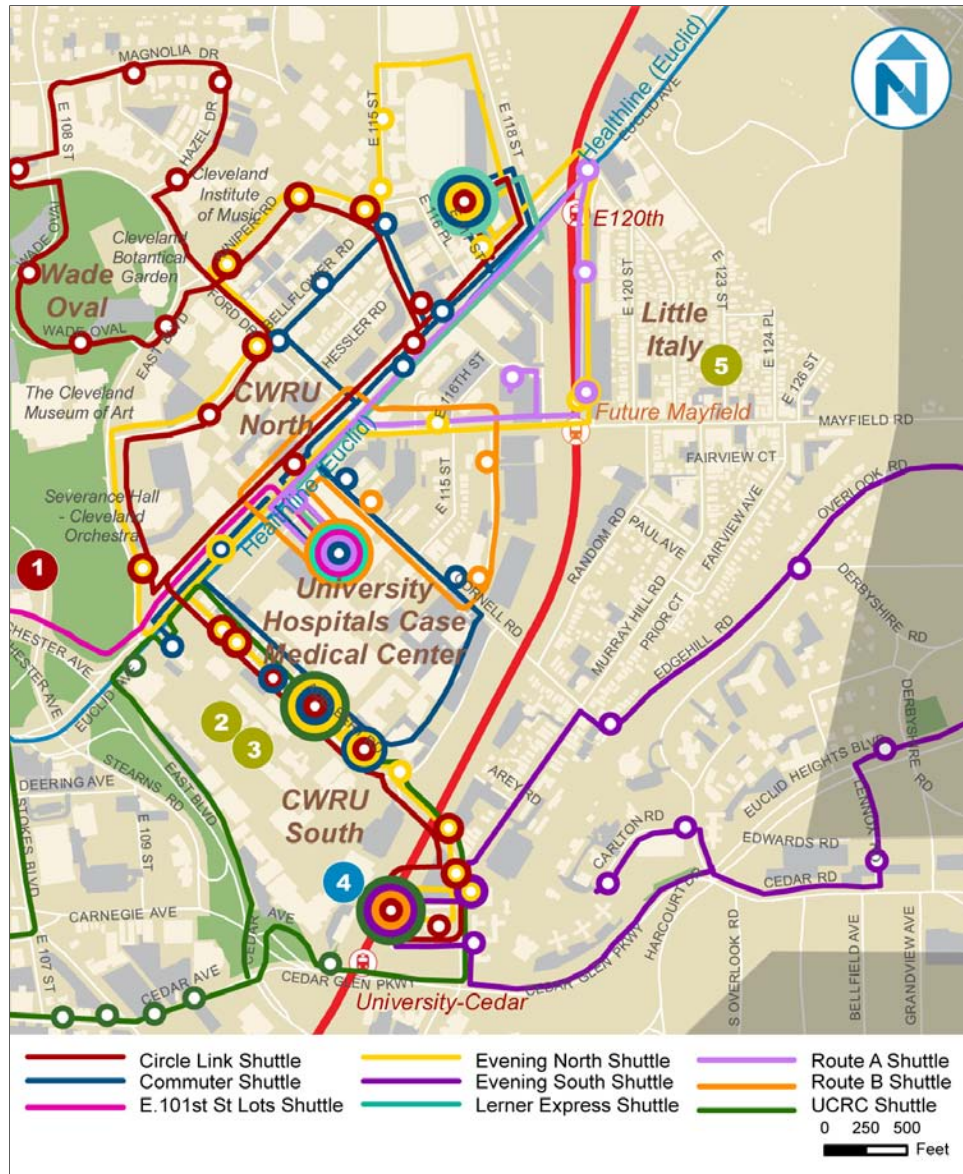 MAGNOLIA DR
E 108 ST
HAZEL DR
E 115 ST
E 118 ST
Healthline (Euclid)
EUCLID AVE
N
Cleveland
Institute
of Music
JUNIPER RD
E 116 PL
E 117 ST
E120th
WADE OVAL
Cleveland
Botanical
Garden
Wade
Oval
BELLFLOWER RD
FORD DR
HESSLER RD
E 120 ST
E 123 ST
Little
Italy
E 124 PL
WADE OVAL
EAST BLVD
E 126 ST
5
The Cleveland
Museum of Art
CWRU
North
E 116TH ST
Future Mayfield
MAYFIELD RD
Healthline (Euclid)
FAIRVIEW CT
E 115 ST
OVERLOOK RD
Severance Hall
- Cleveland
Orchestra
RANDOM RD
PAUL AVE
FAIRVIEW AVE
1
University
Hospitals Case
Medical Center
CORNELL RD
MURRAY HILL RD
PRIOR CT
DERBYSHIRE RD
CHESTER AVE
CHESTER AVE
EUCLID AVE
EDGEHILL RD
2
3
DERBYSHIRE RD
EUCLID HEIGHTS BLVD
DEERING AVE
STEARNS RD
EAST BLVD
AREY RD
CWRU
South
STOKES BLVD
E 109 ST
CARLTON RD
LENNOX
EDWARDS RD
4
CEDAR RD
CARNEGIE AVE
CEDAR AVE
HARCOURT DR
E 107 ST
CEDAR AVE
CEDAR GLEN PKWY
CEDAR GLEN PKWY
S OVERLOOK RD
BELLFIELD AVE
GRANDVIEW AVE
University-Cedar
Circle Link Shuttle
Evening North Shuttle
Route A Shuttle
Commuter Shuttle
Evening South Shuttle
Route B Shuttle
E.101st St Lots Shuttle
Lerner Express Shuttle
UCRC Shuttle
0 250 500
Feet